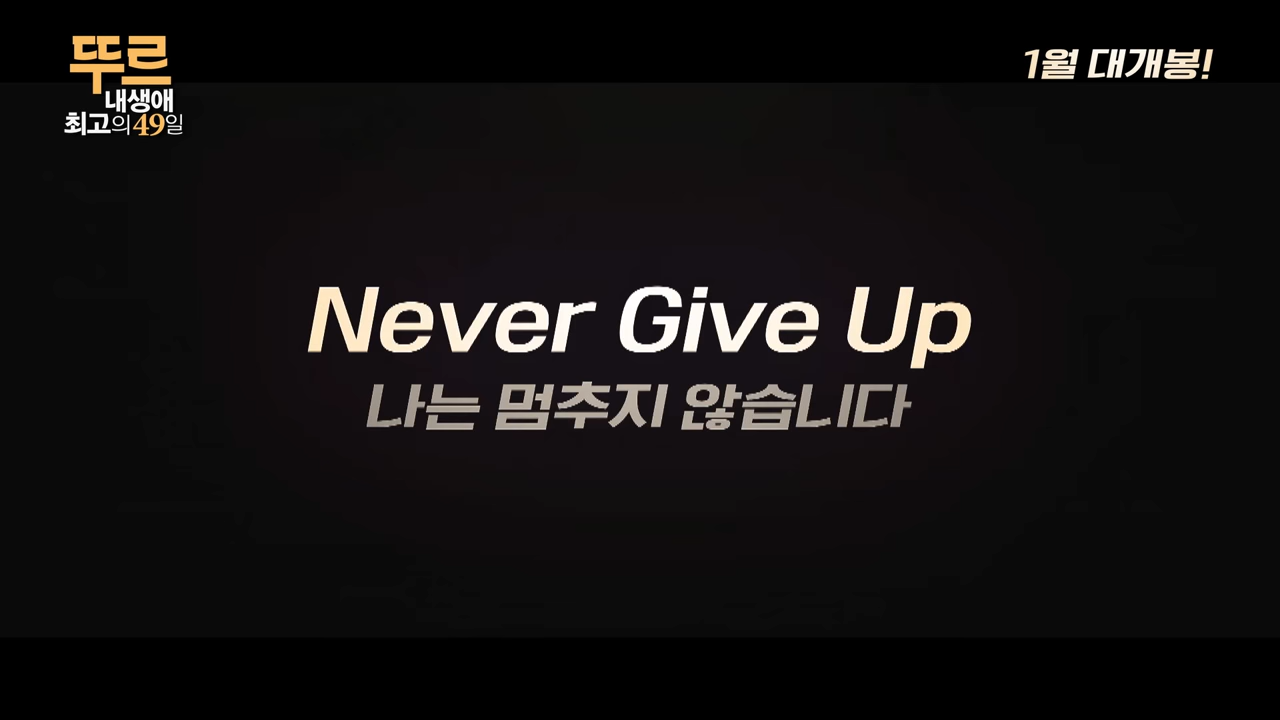 뚜르
내생애
최고의 49일
1월 대개봉!
Never Give Up
나는 멈추지 않습니다